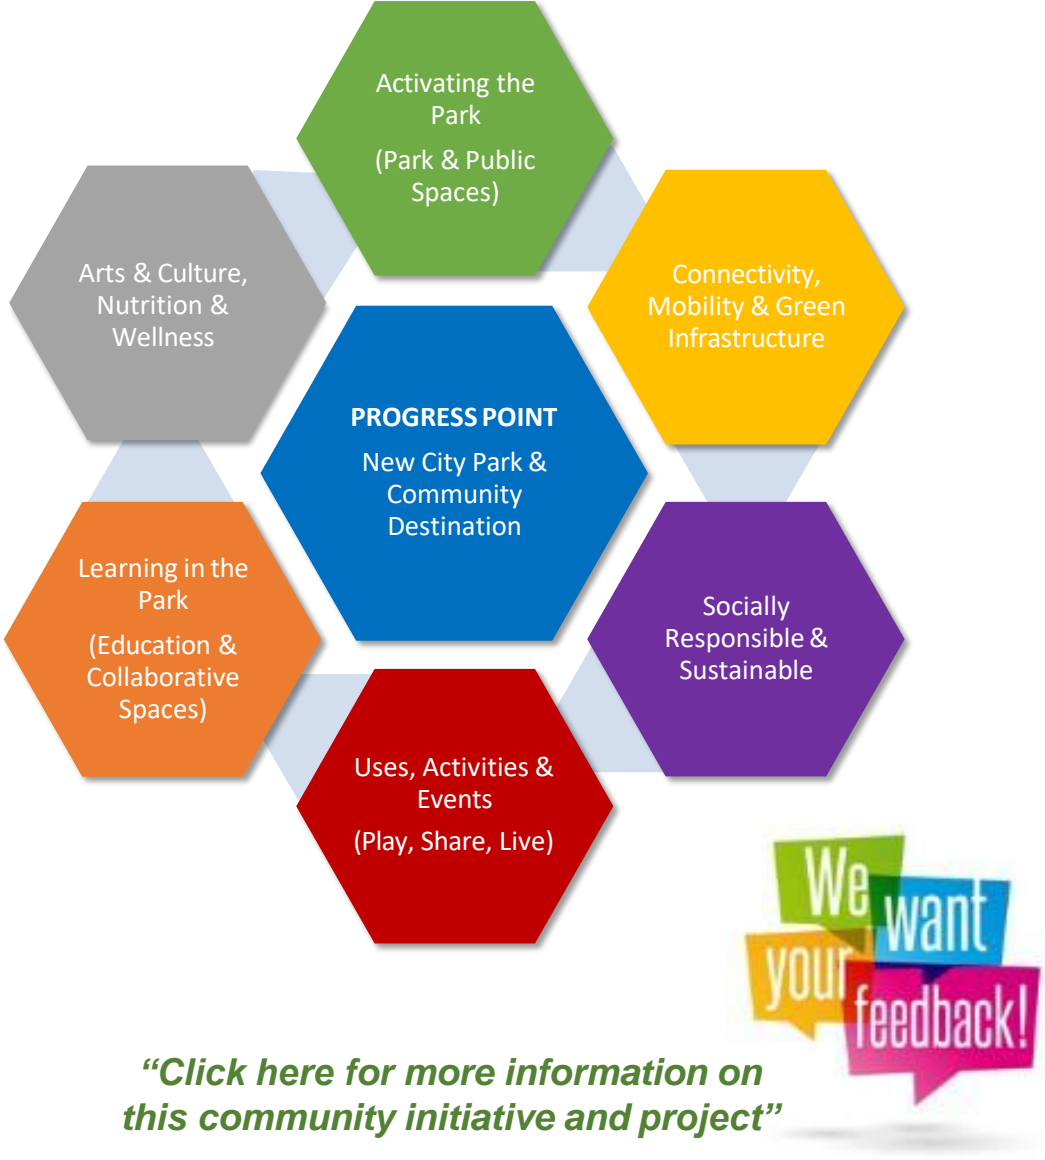 Activating the
Park
(Park & Public
Spaces)
Arts & Culture,
Nutrition &
Wellness
Connectivity,
Mobility & Green
Infrastructure
PROGRESS POINT
New City Park &
Community
Destination
Learning in the
Park
(Education &
Collaborative
Spaces)
Socially
Responsible &
Sustainable
Uses, Activities &
Events
(Play, Share, Live)
We
want
your
feedback!
“Click here for more information on
this community initiative and project”